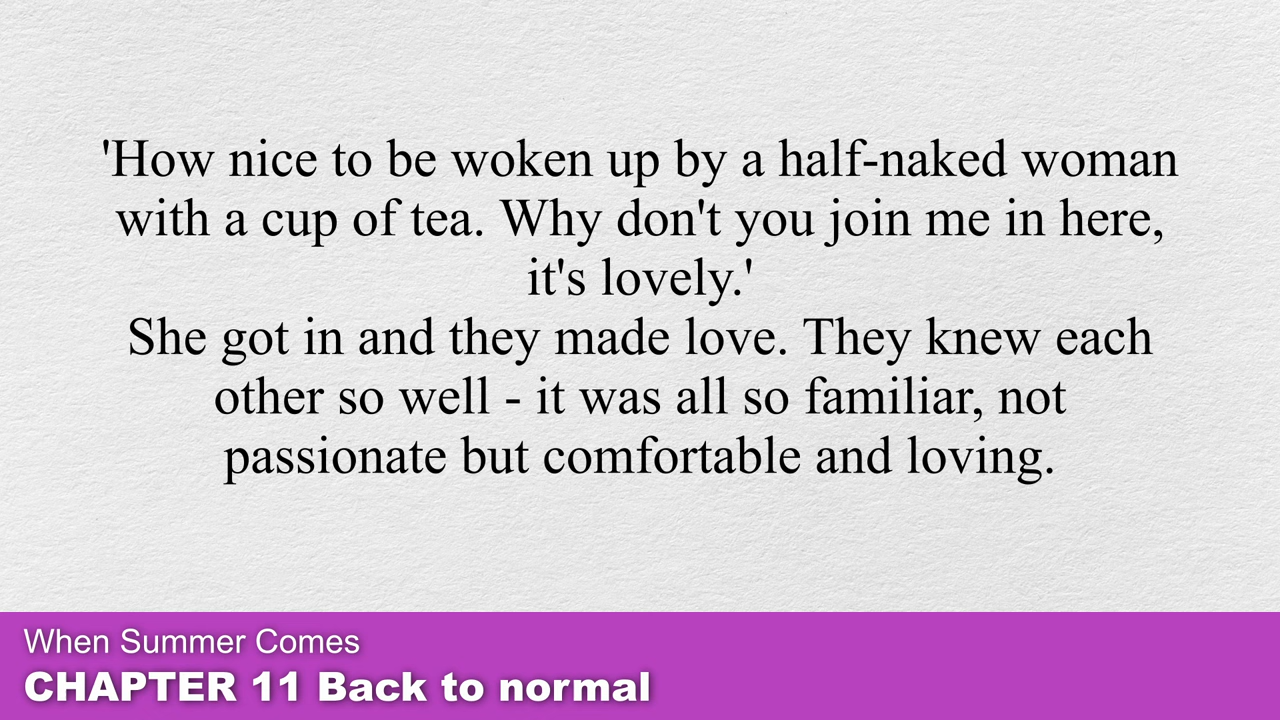 'How nice to be woken up by a half-naked woman
with a cup of tea. Why don't you join me in here,
it's lovely.'
She got in and they made love. They knew each
other so well - it was all so familiar, not
passionate but comfortable and loving.
When Summer Comes
CHAPTER 11 Back to normal